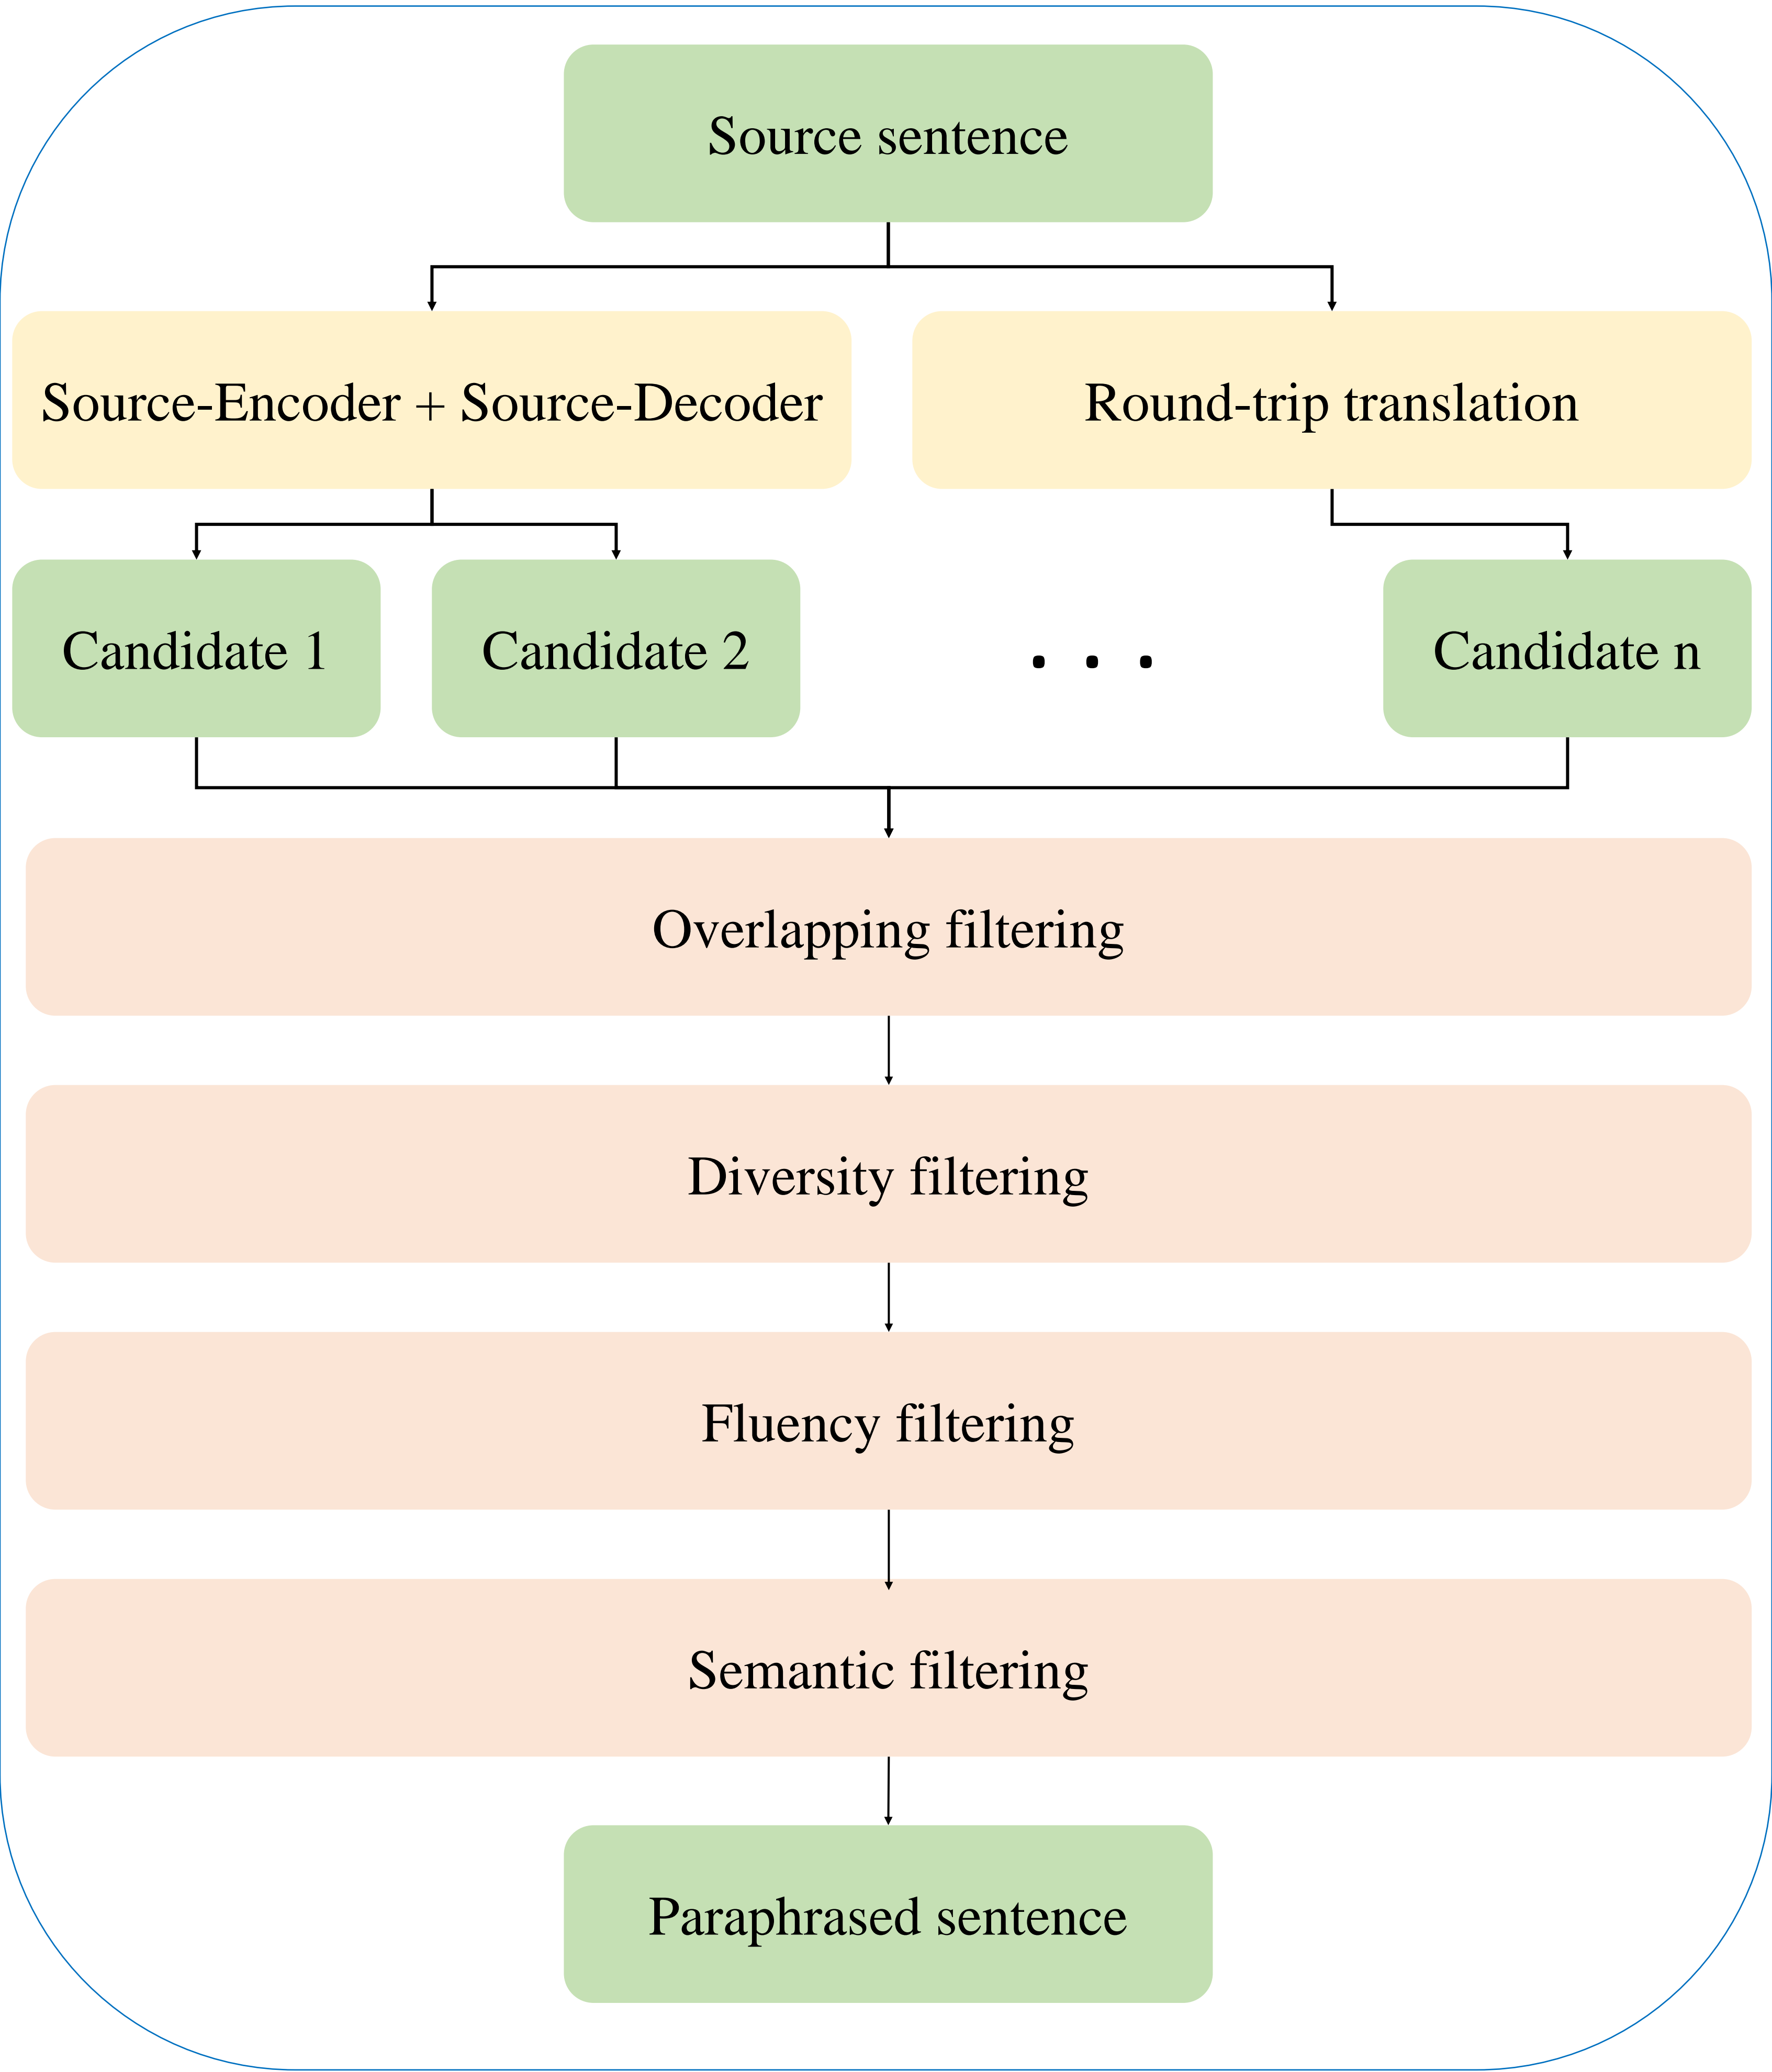 Source sentence
Source-Encoder + Source-Decoder
Round-trip translation
Candidate 1
Candidate 2
. . .
Candidate n
Overlapping filtering
Diversity filtering
Fluency filtering
Semantic filtering
Paraphrased sentence